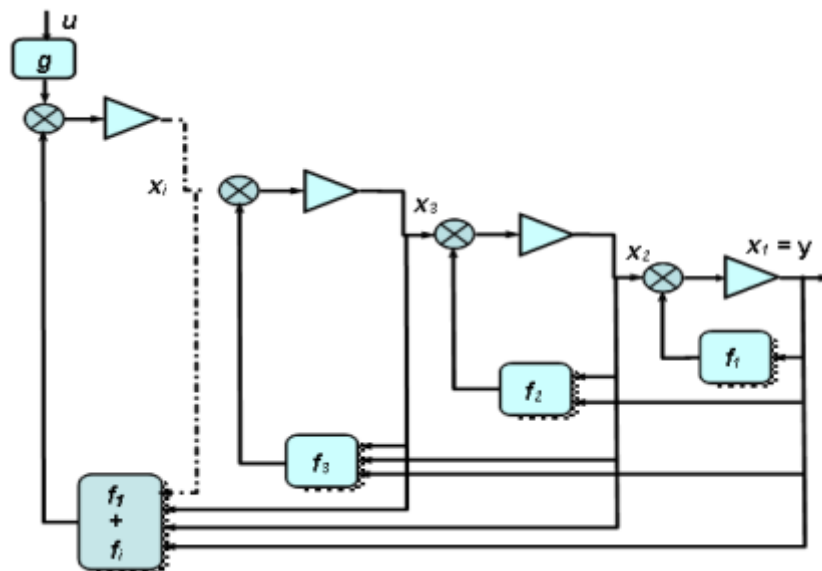 u
g
xᵢ
x₃
x₂
x₁ = y
f₁
f₂
f₃
f₁
+
fᵢ